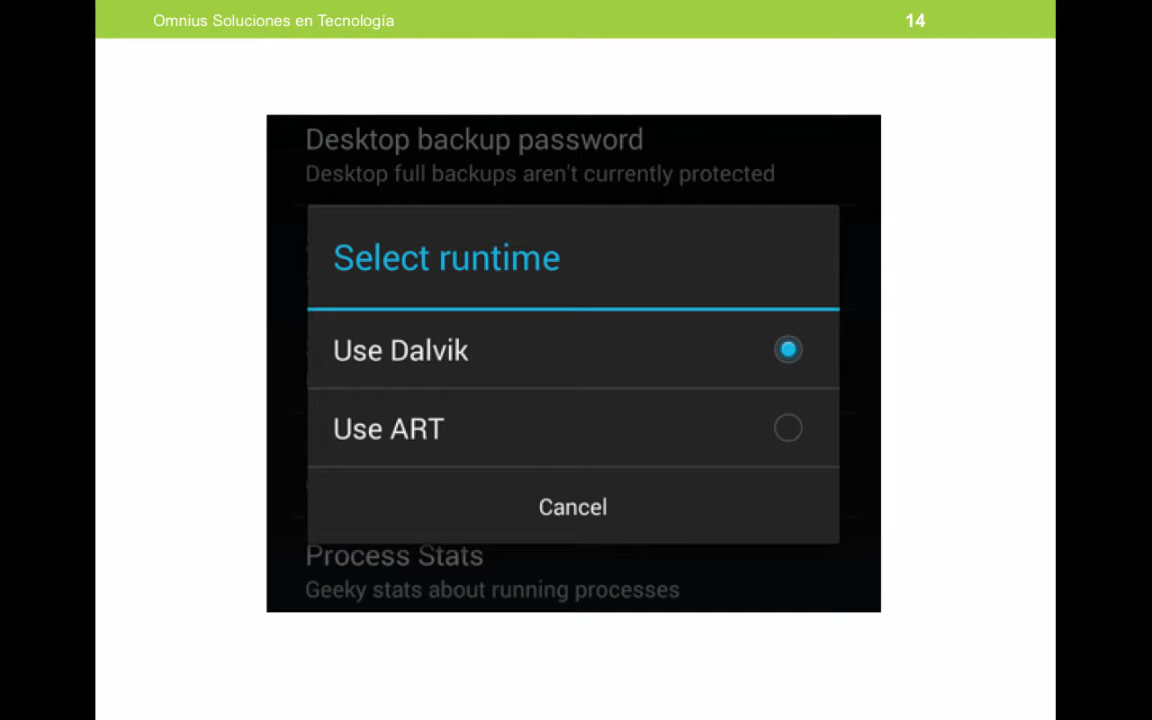 Omnius Soluciones en Tecnología
14
Desktop backup password
Desktop full backups aren't currently protected
Select runtime
Use Dalvik
Use ART
Cancel
Process Stats
Geeky stats about running processes